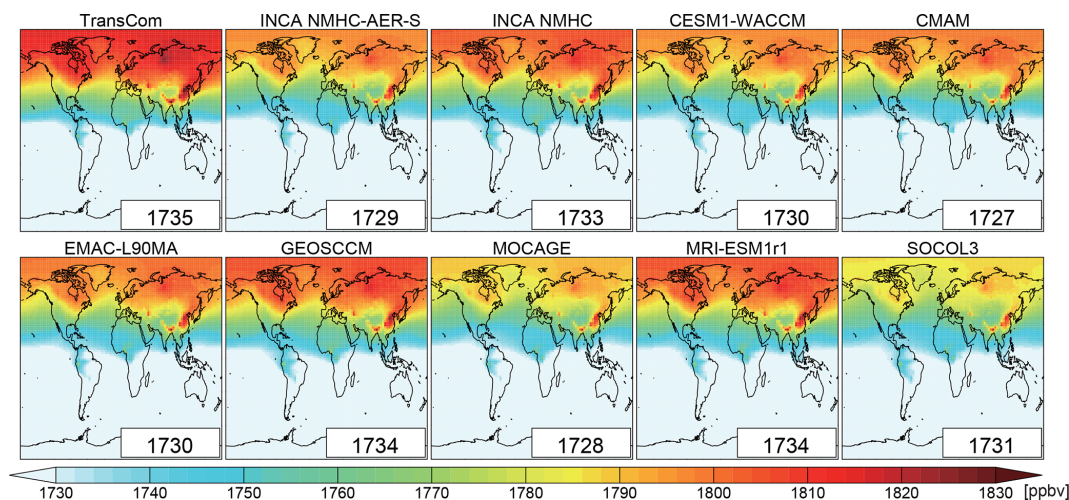 TransCom INCA NMHC-AER-S INCA NMHC CESM1-WACCM CMAM
1735 1729 1733 1730 1727
EMAC-L90MA GEOSCCM MOCAGE MRI-ESM1r1 SOCOL3
1730 1734 1728 1734 1731
1730 1740 1750 1760 1770 1780 1790 1800 1810 1820 1830 [ppbv]